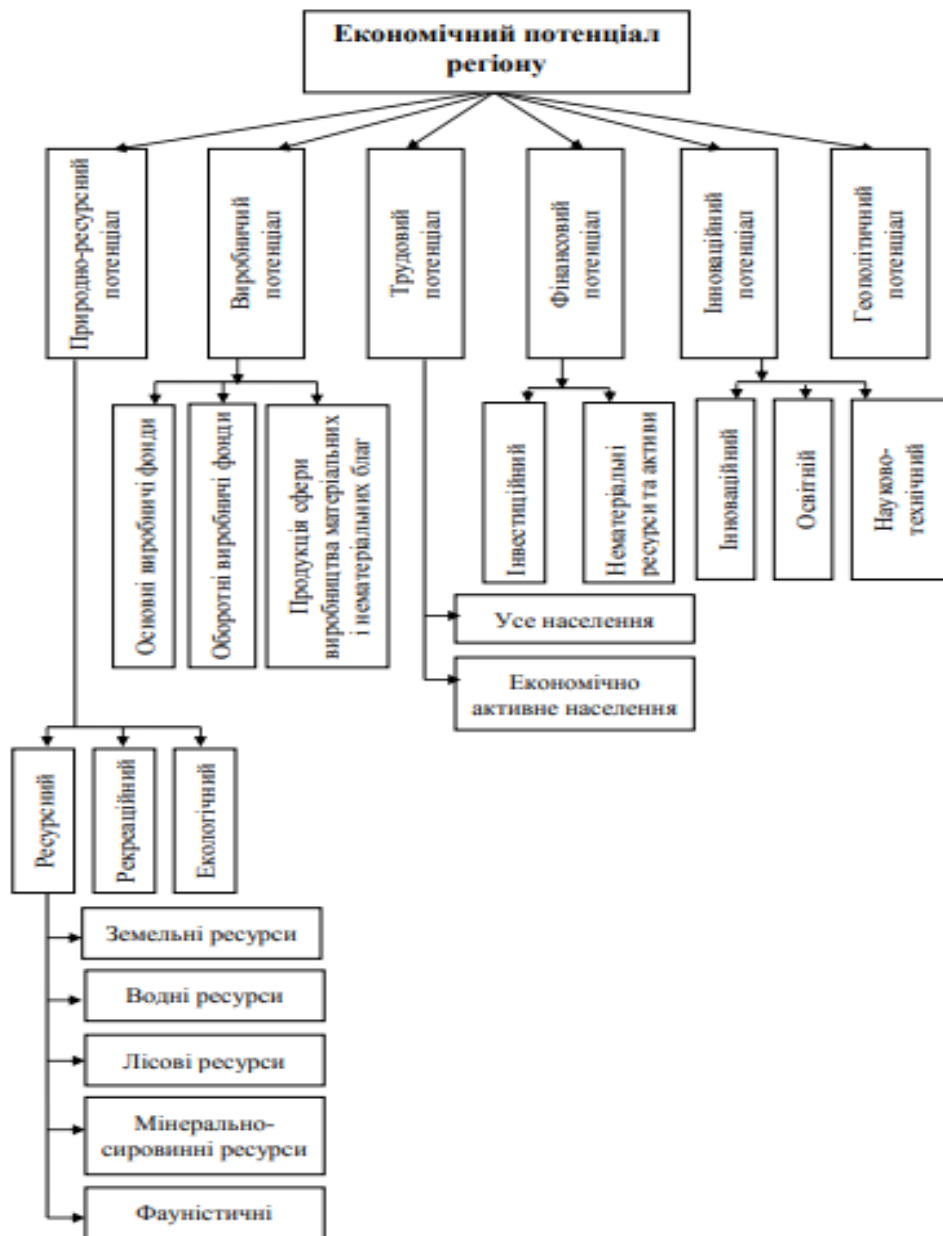 Економічний потенціал
регіону
Природно-ресурсний
потенціал
Виробничий
потенціал
Трудовий
потенціал
Фінансовий
потенціал
Інноваційний
потенціал
Геополітичний
потенціал
Основні виробничі фонди
Оборотні виробничі фонди
Продукція сфери
виробництва матеріальних
і нематеріальних благ
Інвестиційний
Нематеріальні
ресурси та активи
Інноваційний
Освітній
Науково-
технічний
Усе населення
Економічно
активне населення
Ресурсний
Рекреаційний
Екологічний
Земельні ресурси
Водні ресурси
Лісові ресурси
Мінерально-
сировинні ресурси
Фауністичні